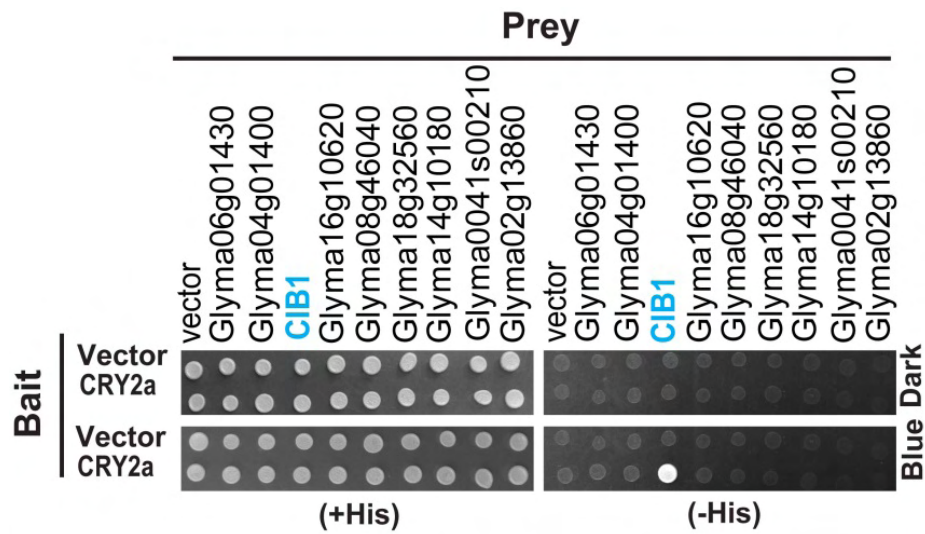 Prey
vector
Glyma06g01430
Glyma04g01400
CIB1
Glyma16g10620
Glyma08g46040
Glyma18g32560
Glyma14g10180
Glyma0041s00210
Glyma02g13860
vector
Glyma06g01430
Glyma04g01400
CIB1
Glyma16g10620
Glyma08g46040
Glyma18g32560
Glyma14g10180
Glyma0041s00210
Glyma02g13860
Bait
Vector
CRY2a
Dark
Vector
CRY2a
Blue
(+His)
(-His)